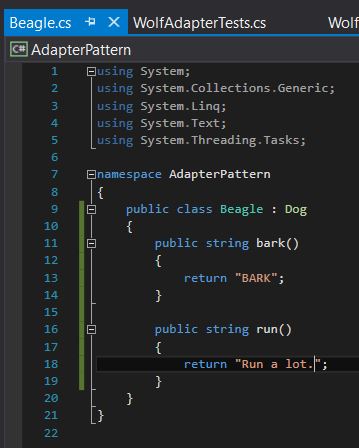 Beagle.cs WolfAdapterTests.cs Wolf
C# AdapterPattern
1 using System;
2 using System.Collections.Generic;
3 using System.Linq;
4 using System.Text;
5 using System.Threading.Tasks;
6
7 namespace AdapterPattern
8 {
9 public class Beagle : Dog
10 {
11 public string bark()
12 {
13 return "BARK";
14 }
15
16 public string run()
17 {
18 return "Run a lot.";
19 }
20 }
21 }
22